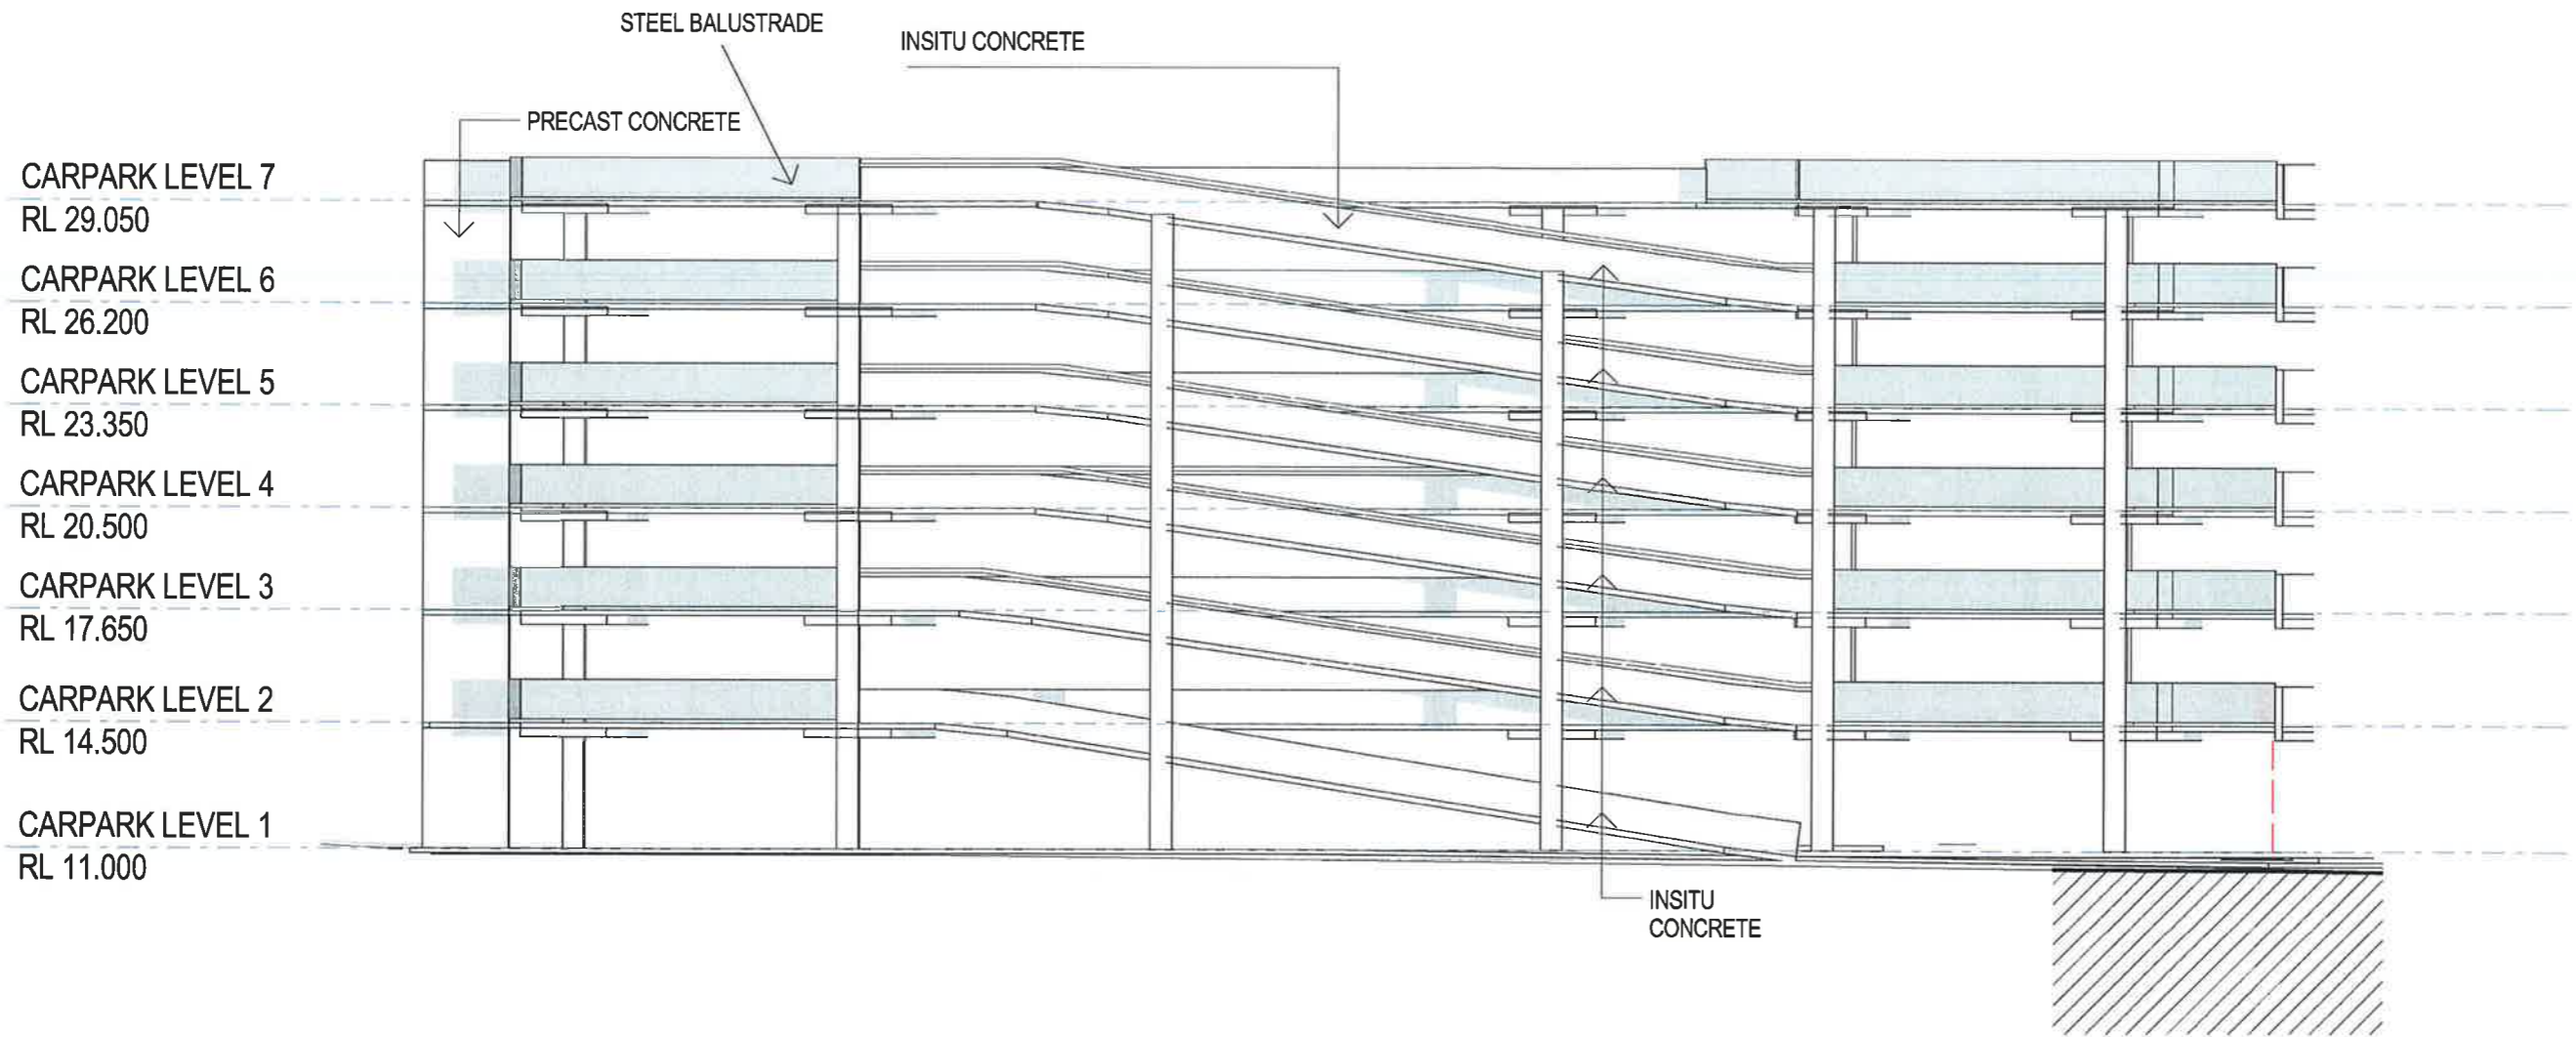 STEEL BALUSTRADE
INSITU CONCRETE
PRECAST CONCRETE
CARPARK LEVEL 7
RL 29.050
CARPARK LEVEL 6
RL 26.200
CARPARK LEVEL 5
RL 23.350
CARPARK LEVEL 4
RL 20.500
CARPARK LEVEL 3
RL 17.650
CARPARK LEVEL 2
RL 14.500
CARPARK LEVEL 1
RL 11.000
INSITU
CONCRETE